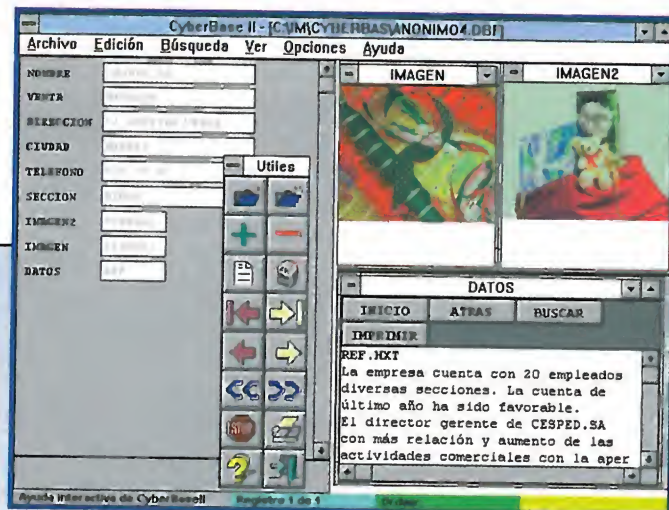 CyberBase II - [C:\IM\CYBERBAS\ANONIMO4.DBF]
Archivo Edición Búsqueda Ver Opciones Ayuda
NOMBRE
VENTA
DIRECCION
CIUDAD
TELEFONO
SECCION
IMAGEN2
IMAGEN
DATOS
Utiles
IMAGEN
IMAGEN2
DATOS
INICIO ATRAS BUSCAR
IMPRIMIR
REF.HXT
La empresa cuenta con 20 empleados
diversas secciones. La cuenta de
último año ha sido favorable.
El director gerente de CESPED.SA
con más relación y aumento de las
actividades comerciales con la aper
Ayuda interactiva de CyberBaseII Registro 1 de 1